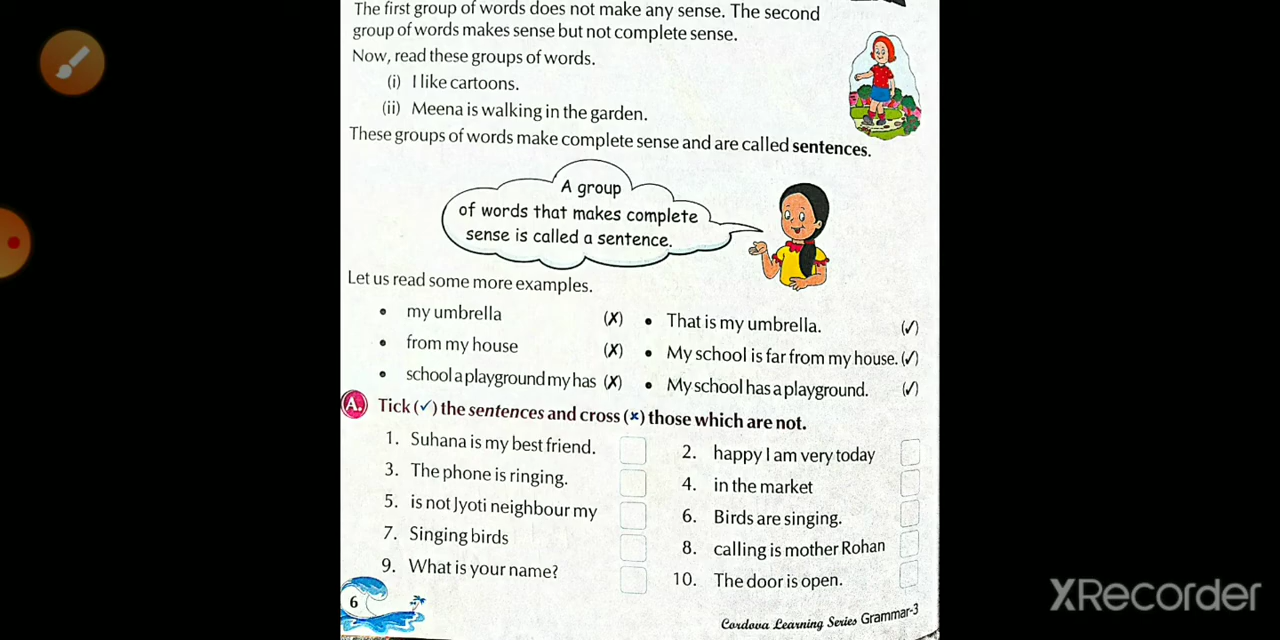 The first group of words does not make any sense. The second
group of words makes sense but not complete sense.
Now, read these groups of words.
(i) I like cartoons.
(ii) Meena is walking in the garden.
These groups of words make complete sense and are called sentences.
A group
of words that makes complete
sense is called a sentence.
Let us read some more examples.
• my umbrella (✗) • That is my umbrella. (✓)
• from my house (✗) • My school is far from my house. (✓)
• school a playground my has (✗) • My school has a playground. (✓)
A. Tick (✓) the sentences and cross (×) those which are not.
1. Suhana is my best friend. 2. happy I am very today
3. The phone is ringing. 4. in the market
5. is not Jyoti neighbour my 6. Birds are singing.
7. Singing birds 8. calling is mother Rohan
9. What is your name? 10. The door is open.
6 Cordova Learning Series Grammar-3
XRecorder